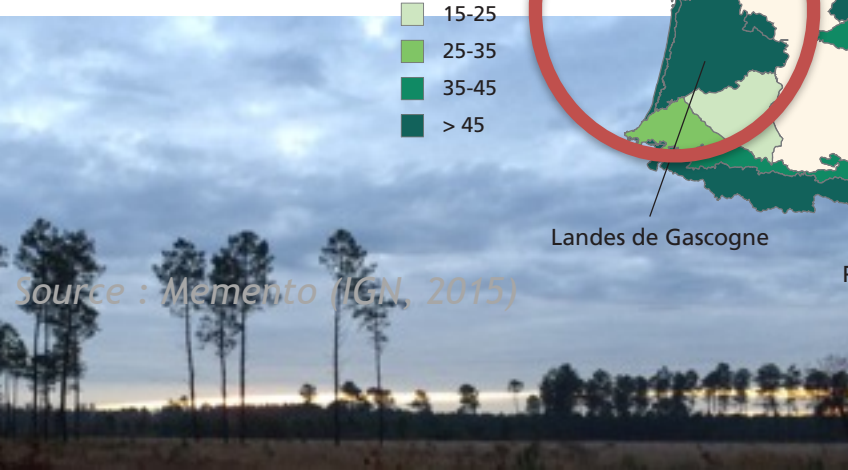 15-25
25-35
35-45
> 45
Landes de Gascogne
Source : Memento (IGN, 2015)